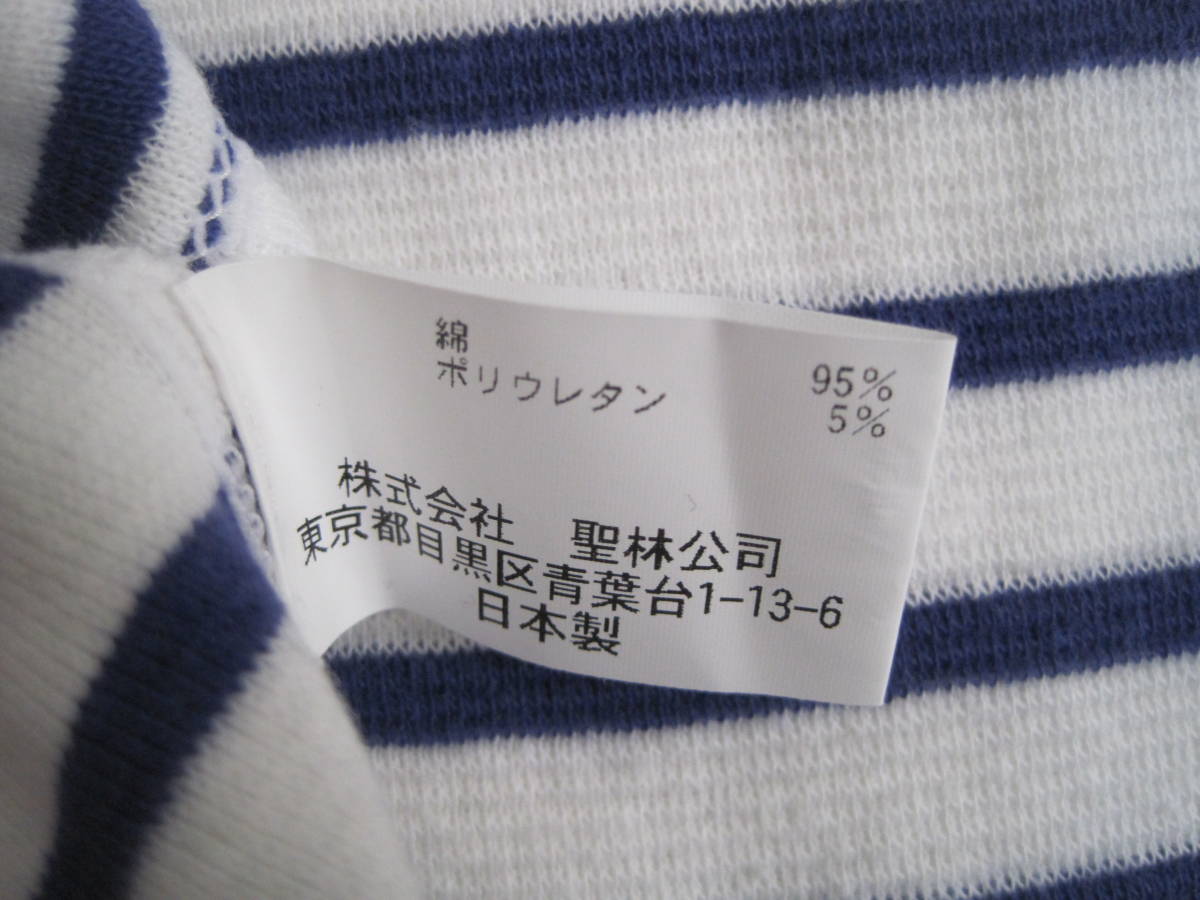 綿 95%
ポリウレタン 5%
株式会社 聖林公司
東京都目黒区青葉台1-13-6
日本製